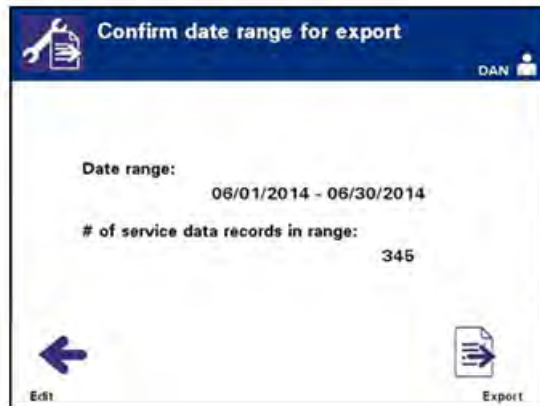 Confirm date range for export
DAN
Date range:
06/01/2014 - 06/30/2014
# of service data records in range:
345
Edit
Export